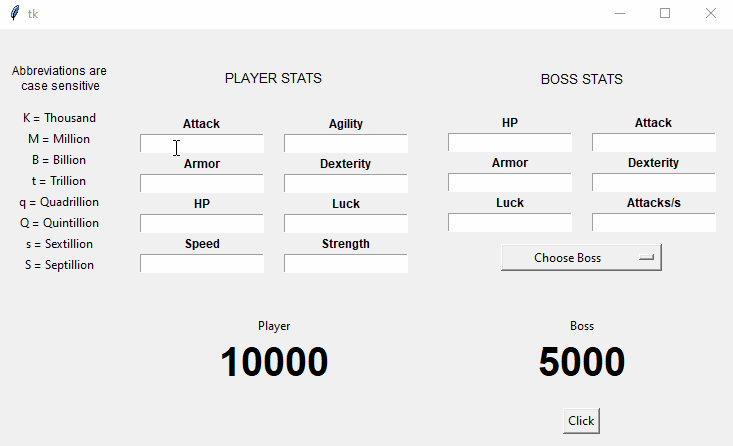 tk
Abbreviations are
case sensitive
K = Thousand
M = Million
B = Billion
t = Trillion
q = Quadrillion
Q = Quintillion
s = Sextillion
S = Septillion
PLAYER STATS
Attack
Agility
Armor
Dexterity
HP
Luck
Speed
Strength
BOSS STATS
HP
Attack
Armor
Dexterity
Luck
Attacks/s
Choose Boss
Player
10000
Boss
5000
Click